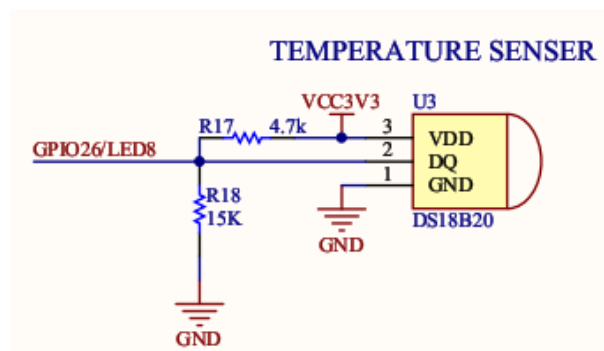 TEMPERATURE SENSER
VCC3V3
U3
R17
4.7k
3
VDD
GPIO26/LED8
2
DQ
1
GND
R18
15K
DS18B20
GND
GND